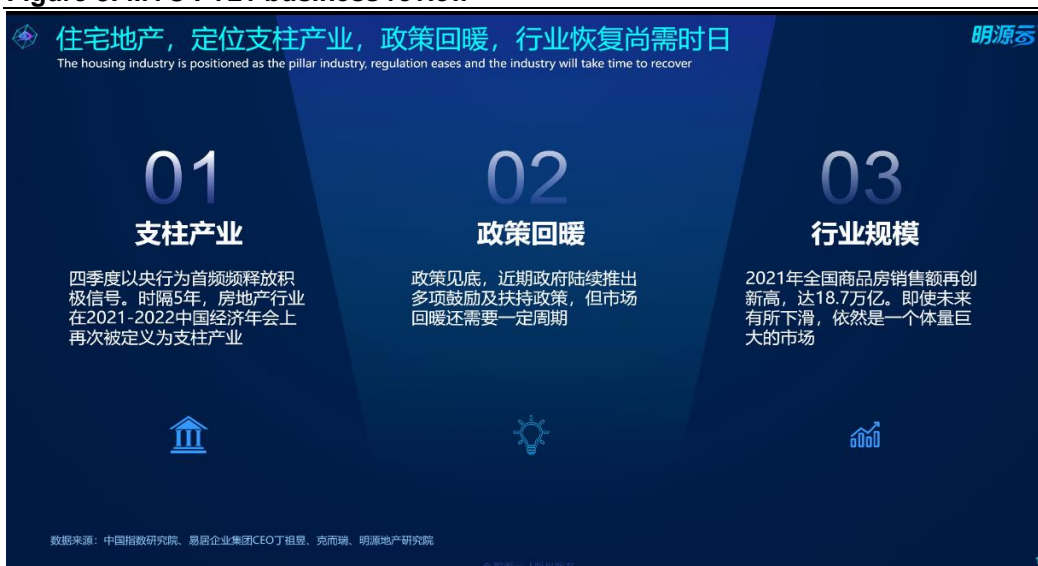 住宅地产，定位支柱产业，政策回暖，行业恢复尚需时日
The housing industry is positioned as the pillar industry, regulation eases and the industry will take time to recover
明源云
01
支柱产业
四季度以央行为首频频释放积
极信号。时隔5年，房地产行业
在2021-2022中国经济年会上
再次被定义为支柱产业
02
政策回暖
政策见底，近期政府陆续推出
多项鼓励及扶持政策，但市场
回暖还需要一定周期
03
行业规模
2021年全国商品房销售额再创
新高，达18.7万亿。即使未来
有所下滑，依然是一个体量巨
大的市场
数据来源：中国指数研究院、易居企业集团CEO丁祖昱、克而瑞、明源地产研究院